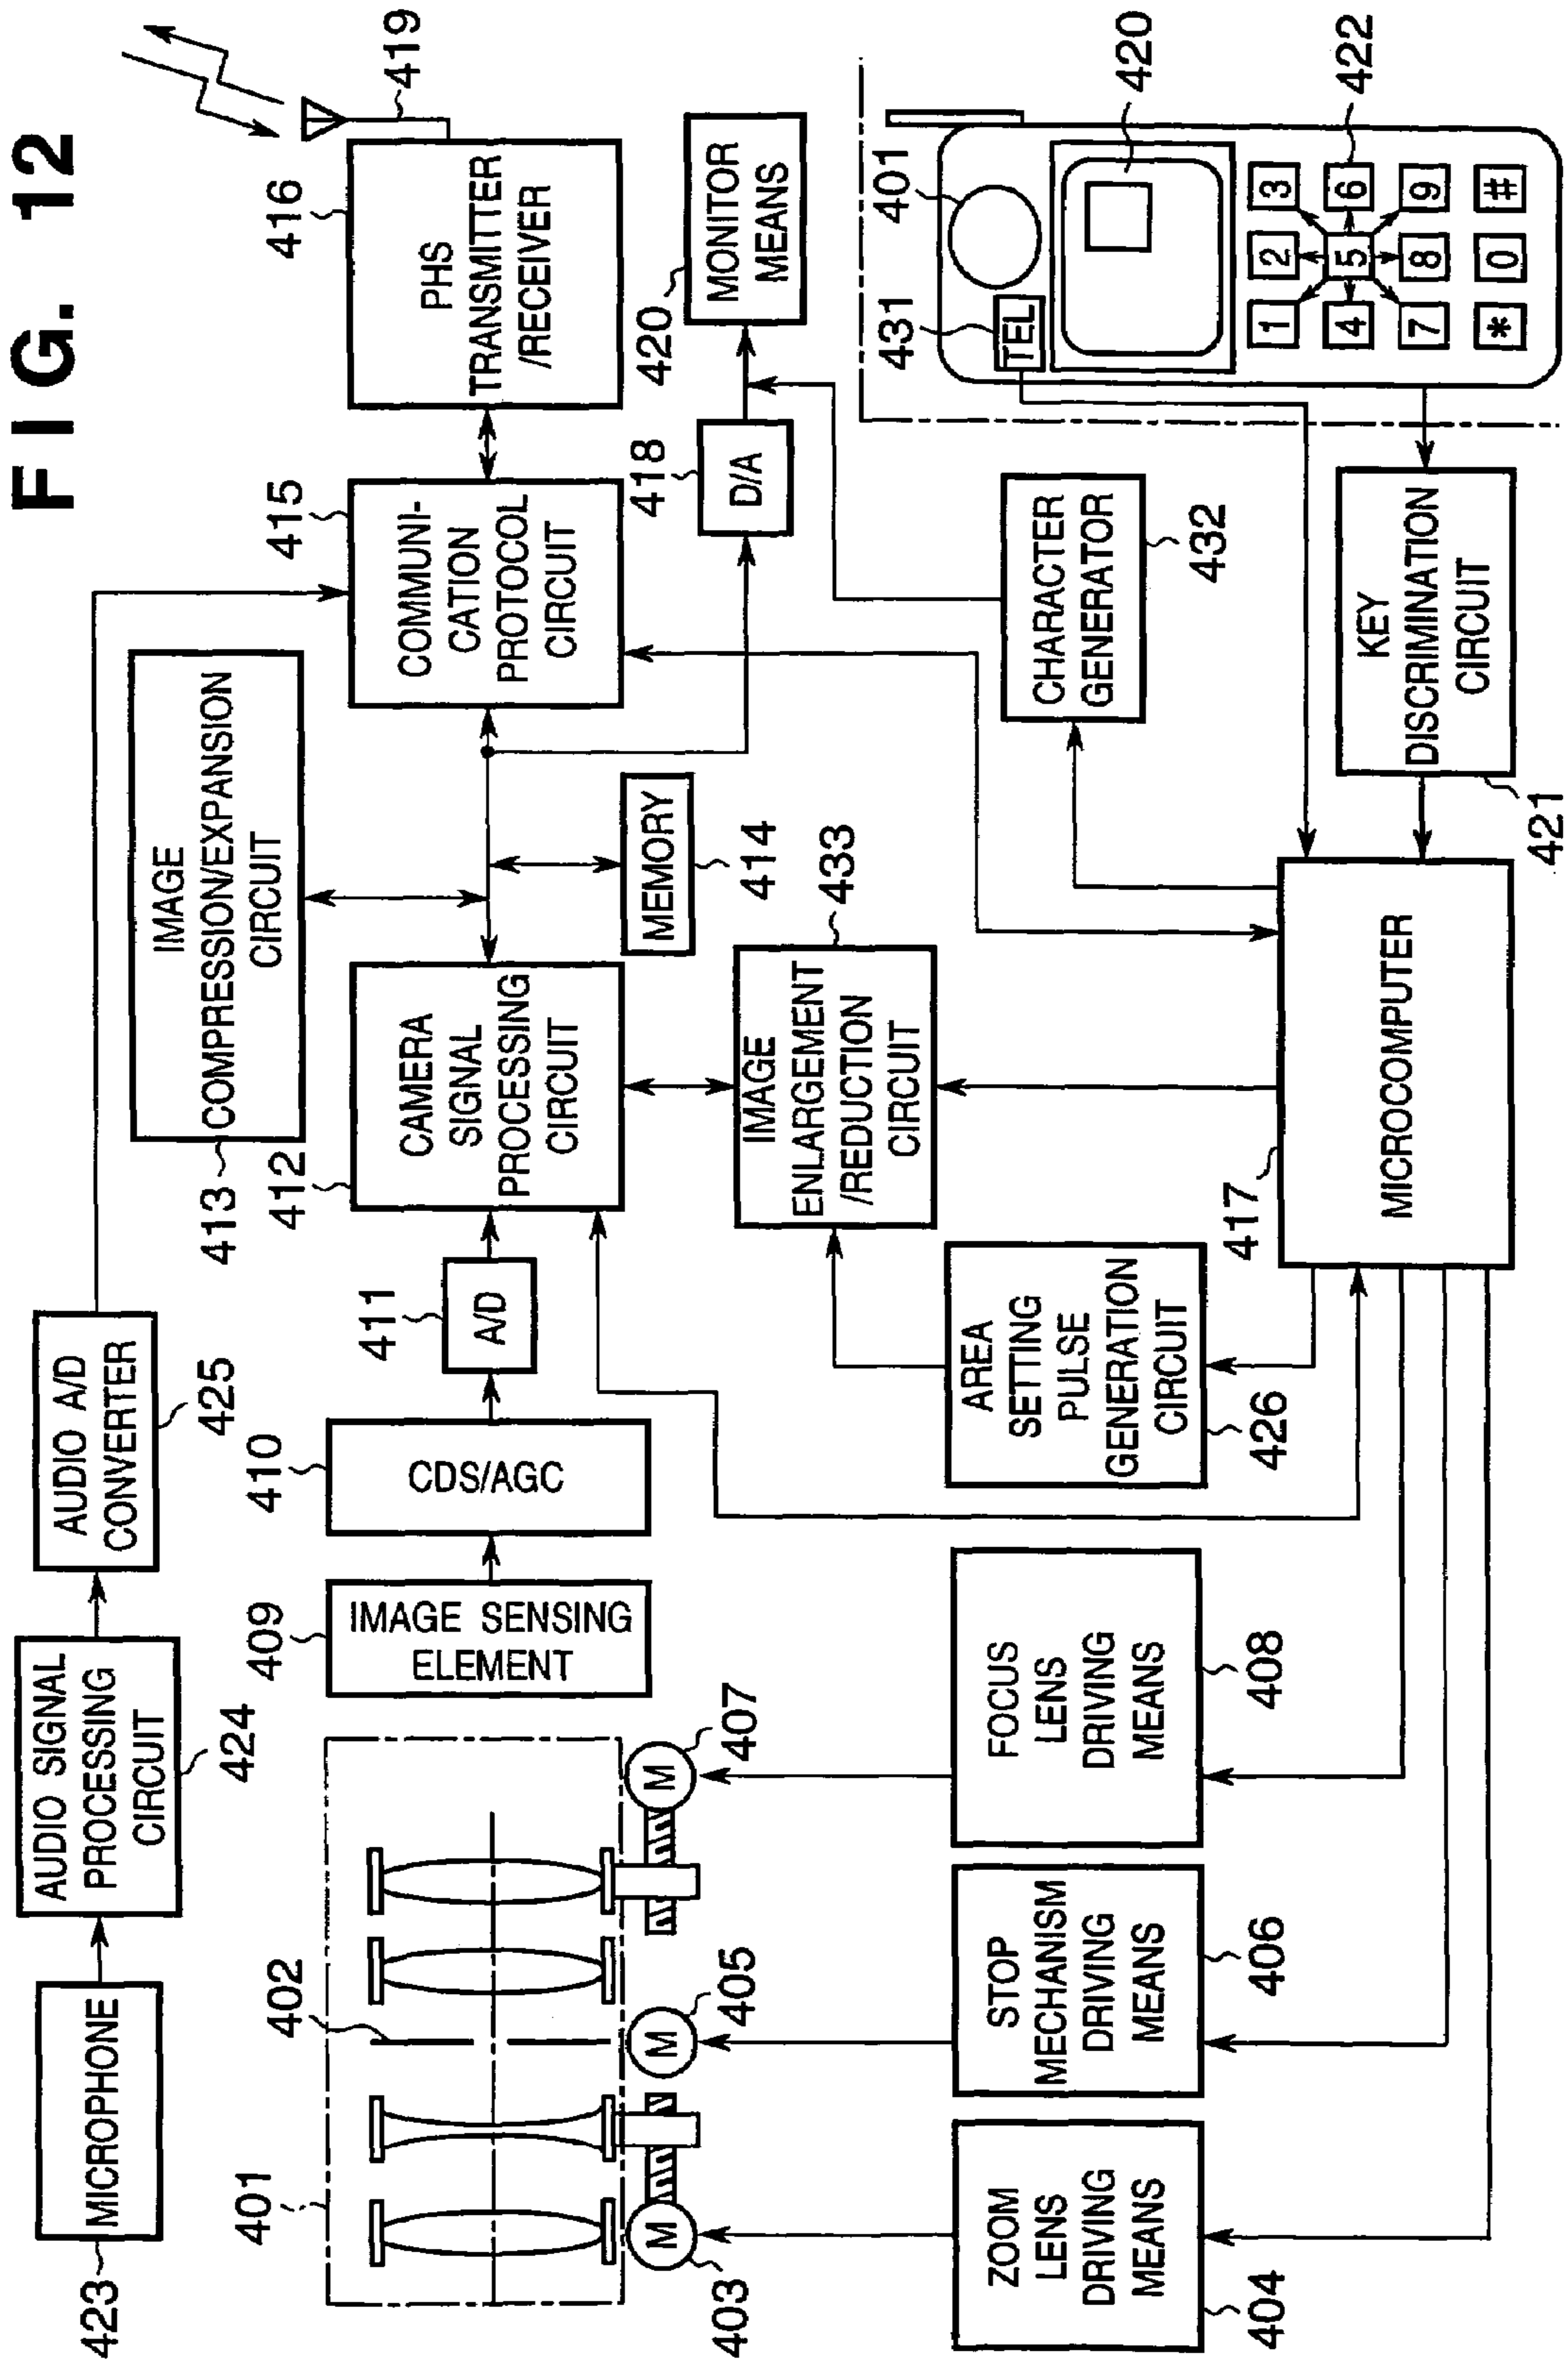 FIG. 12
423
MICROPHONE
AUDIO SIGNAL
PROCESSING
CIRCUIT
424
AUDIO A/D
CONVERTER
425
413
IMAGE
COMPRESSION/EXPANSION
CIRCUIT
401
402
403
M
405
M
407
M
409
IMAGE SENSING
ELEMENT
410
CDS/AGC
411
A/D
412
CAMERA
SIGNAL
PROCESSING
CIRCUIT
MEMORY
414
415
COMMUNI-
CATION
PROTOCOL
CIRCUIT
416
PHS
TRANSMITTER
/RECEIVER
419
418
D/A
420
MONITOR
MEANS
IMAGE
ENLARGEMENT
/REDUCTION
CIRCUIT
433
AREA
SETTING
PULSE
GENERATION
CIRCUIT
426
CHARACTER
GENERATOR
432
ZOOM
LENS
DRIVING
MEANS
404
STOP
MECHANISM
DRIVING
MEANS
406
FOCUS
LENS
DRIVING
MEANS
408
417
MICROCOMPUTER
KEY
DISCRIMINATION
CIRCUIT
421
431
401
TEL
420
1 2 3
4 5 6
7 8 9
* 0 #
422